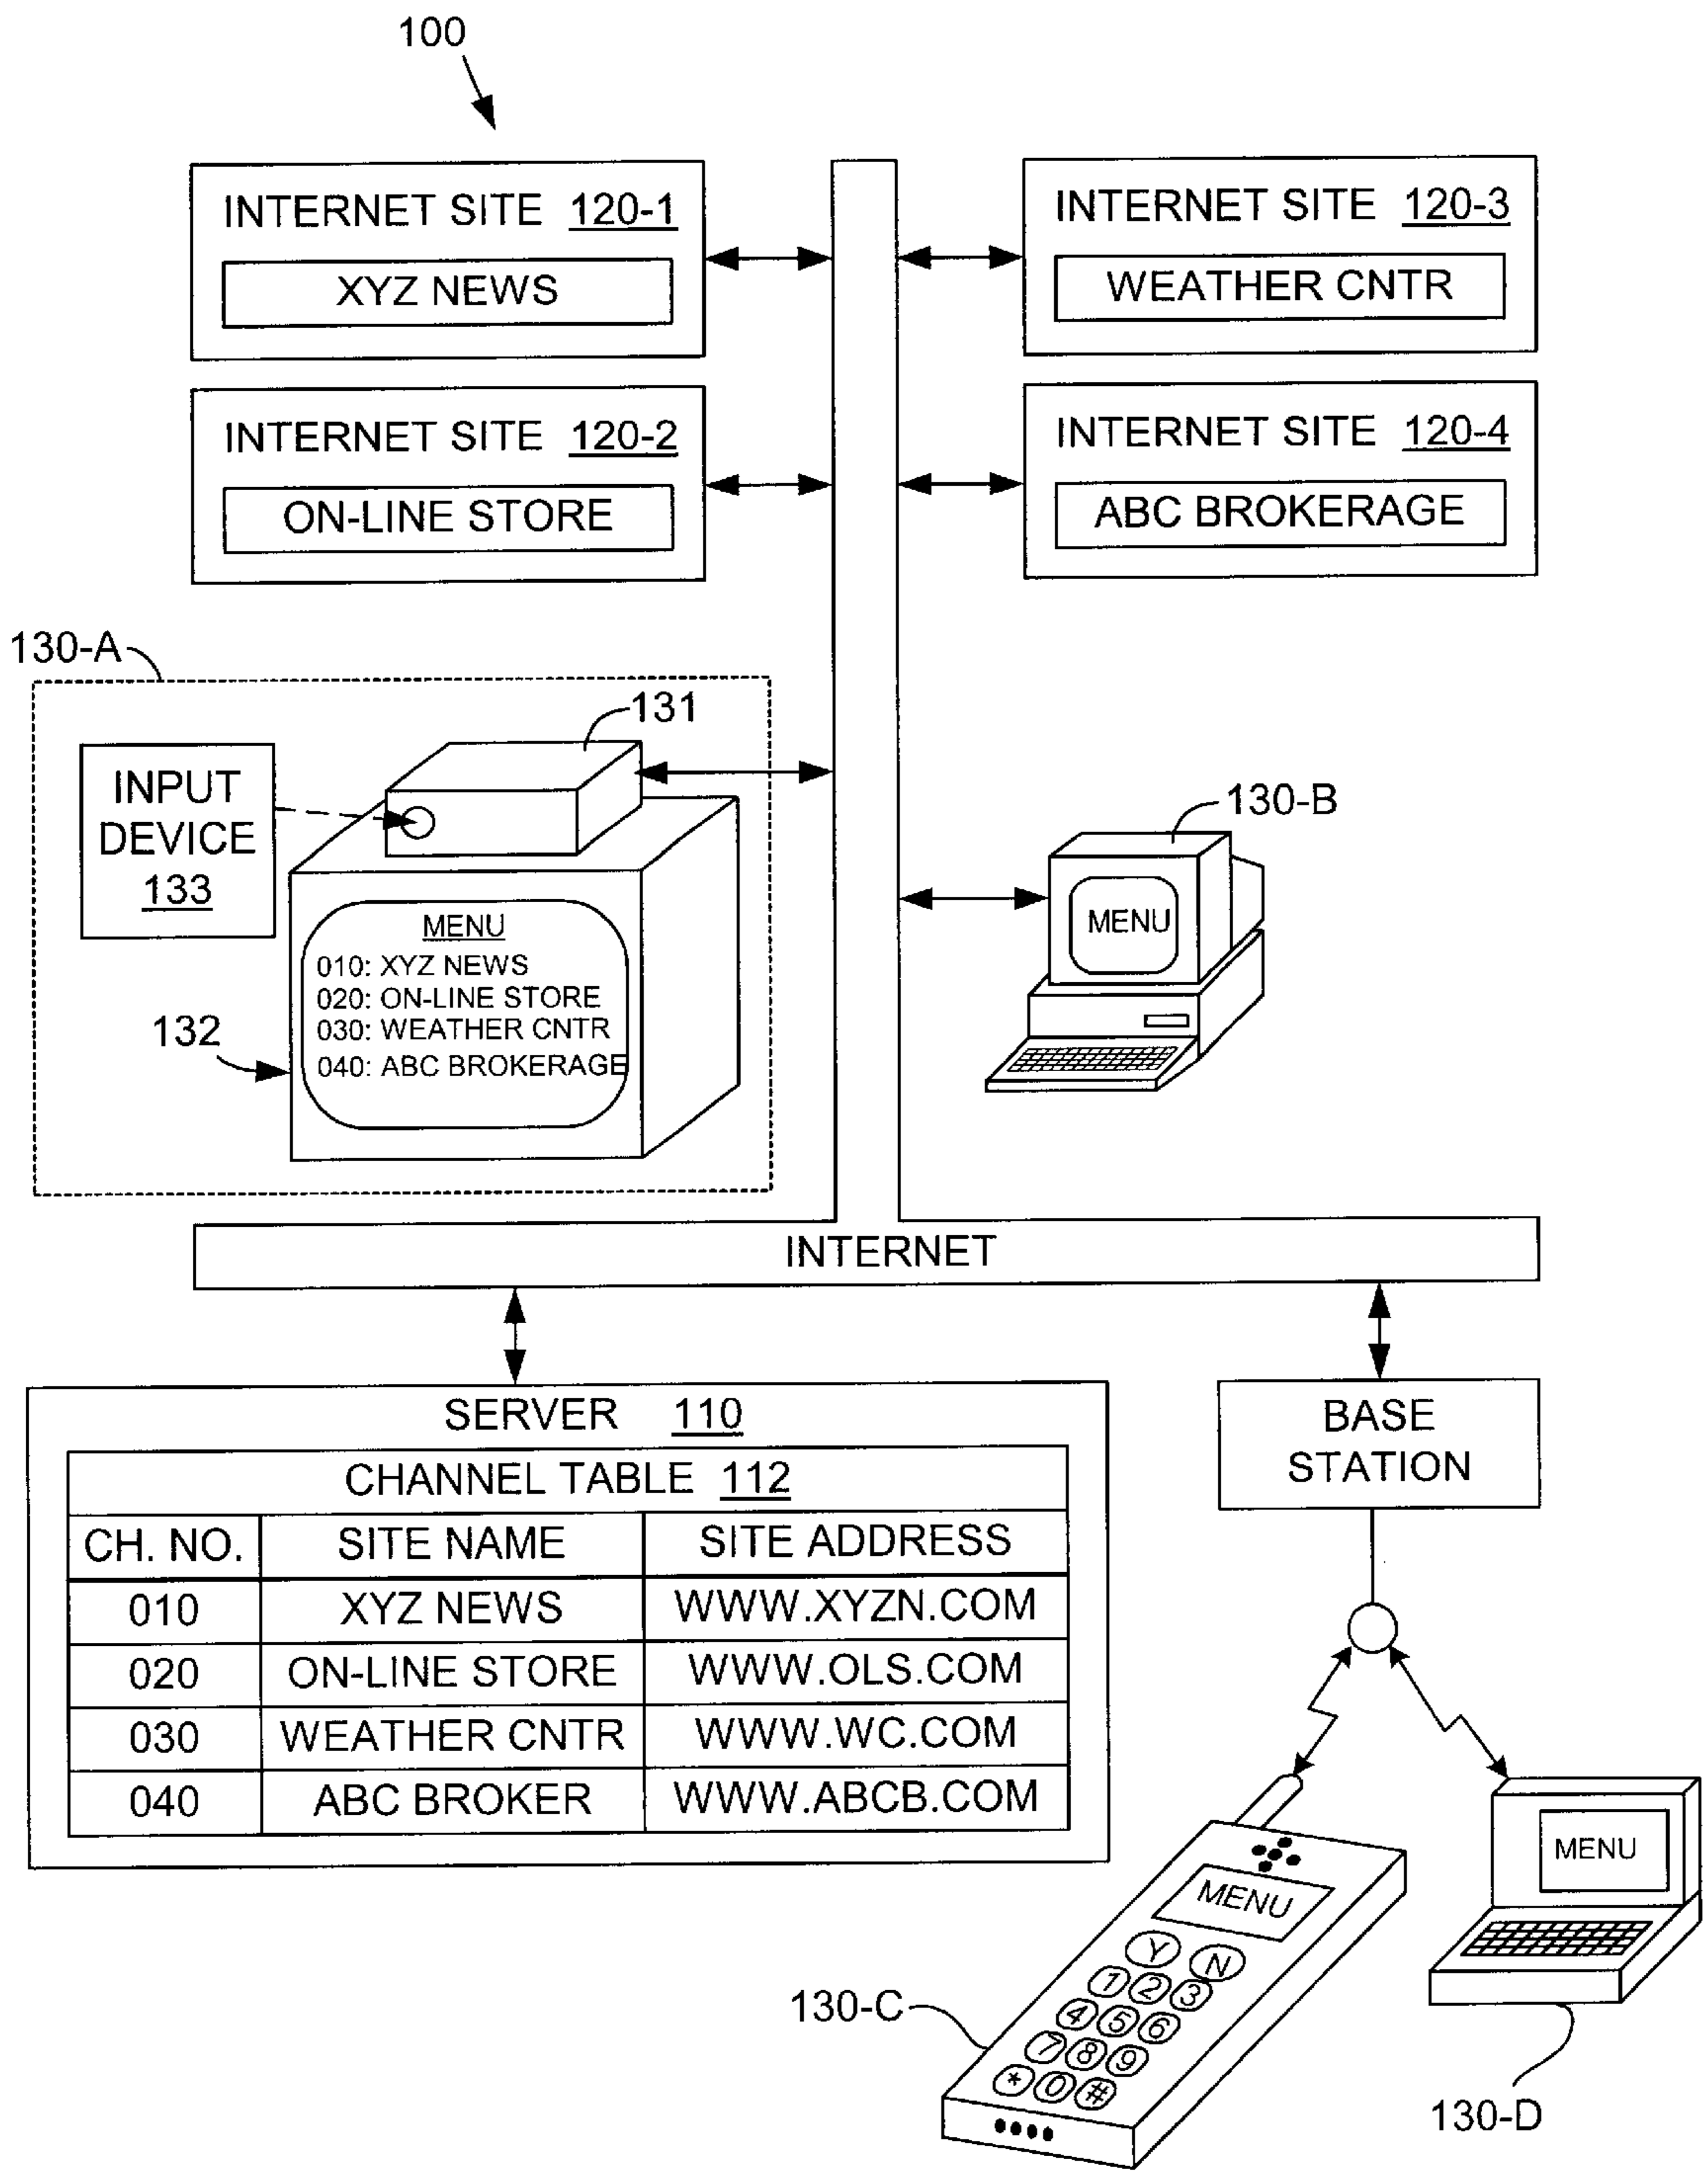 100
INTERNET SITE 120-1
XYZ NEWS
INTERNET SITE 120-3
WEATHER CNTR
INTERNET SITE 120-2
ON-LINE STORE
INTERNET SITE 120-4
ABC BROKERAGE
130-A
131
INPUT
DEVICE
133
MENU
010: XYZ NEWS
020: ON-LINE STORE
030: WEATHER CNTR
040: ABC BROKERAGE
132
130-B
MENU
INTERNET
SERVER 110
CHANNEL TABLE 112
CH. NO. SITE NAME SITE ADDRESS
010 XYZ NEWS WWW.XYZN.COM
020 ON-LINE STORE WWW.OLS.COM
030 WEATHER CNTR WWW.WC.COM
040 ABC BROKER WWW.ABCB.COM
BASE
STATION
MENU
Y N
1 2 3
4 5 6
7 8 9
* 0 #
130-C
MENU
130-D